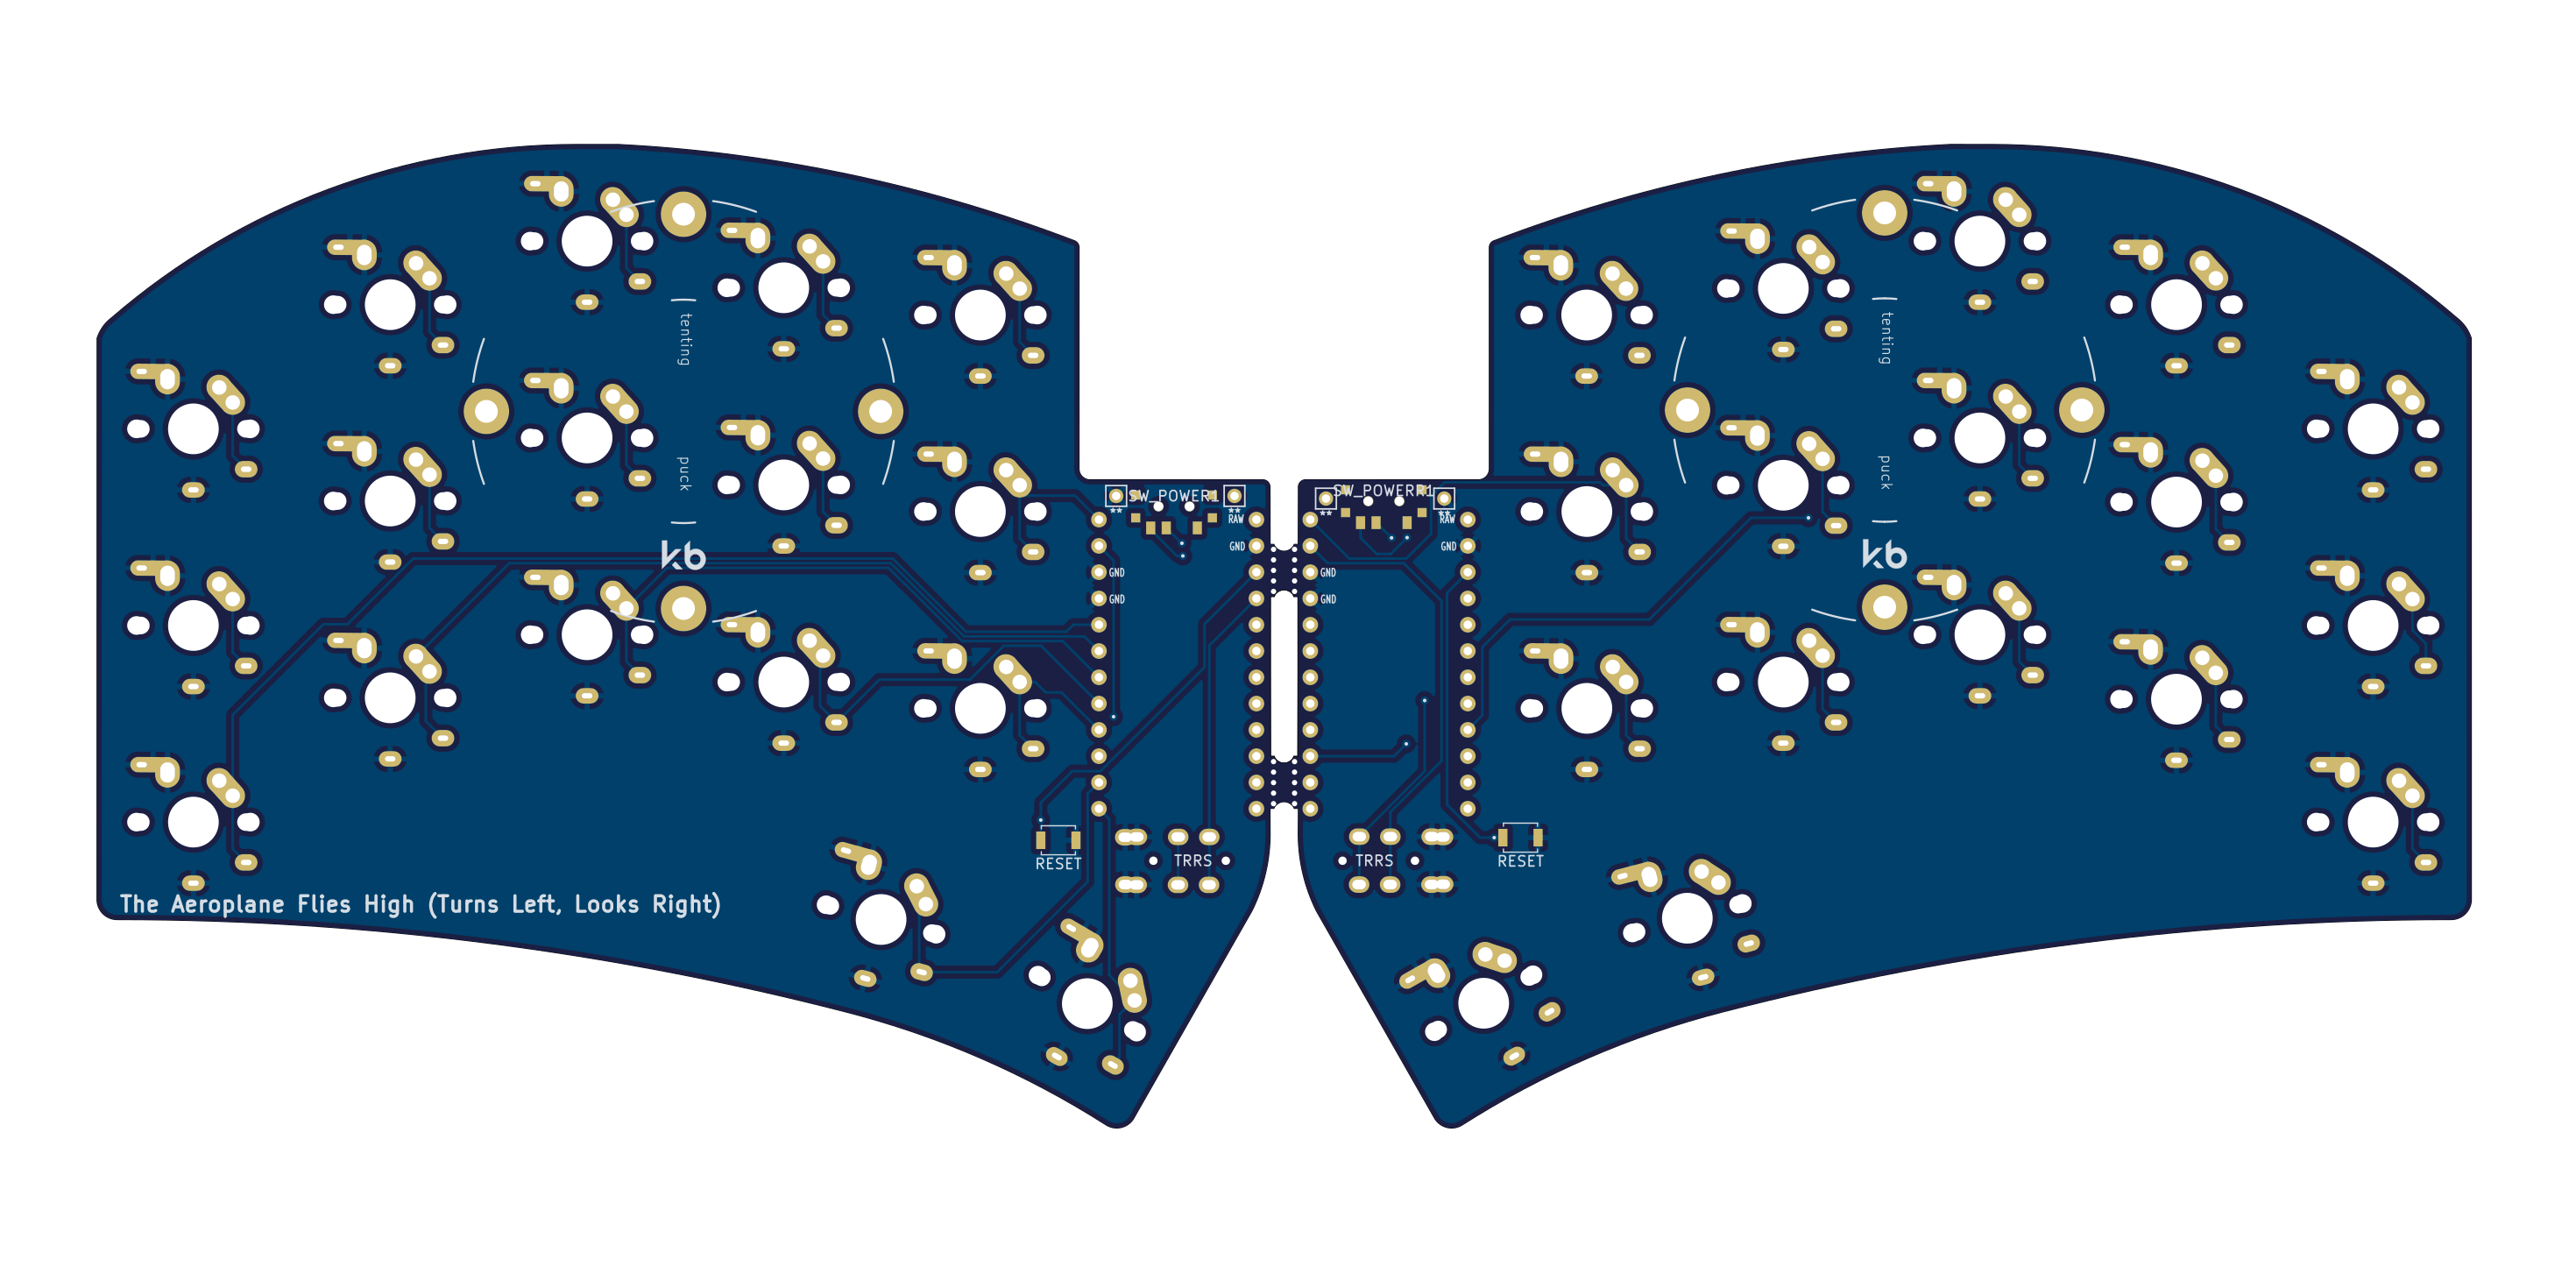 tenting
tenting
puck
puck
SW_POWER1
SW_POWERR1
**
**
**
**
RAW
RAW
GND
GND
kb
kb
GND
GND
GND
GND
RESET
TRRS
TRRS
RESET
The Aeroplane Flies High (Turns Left, Looks Right)